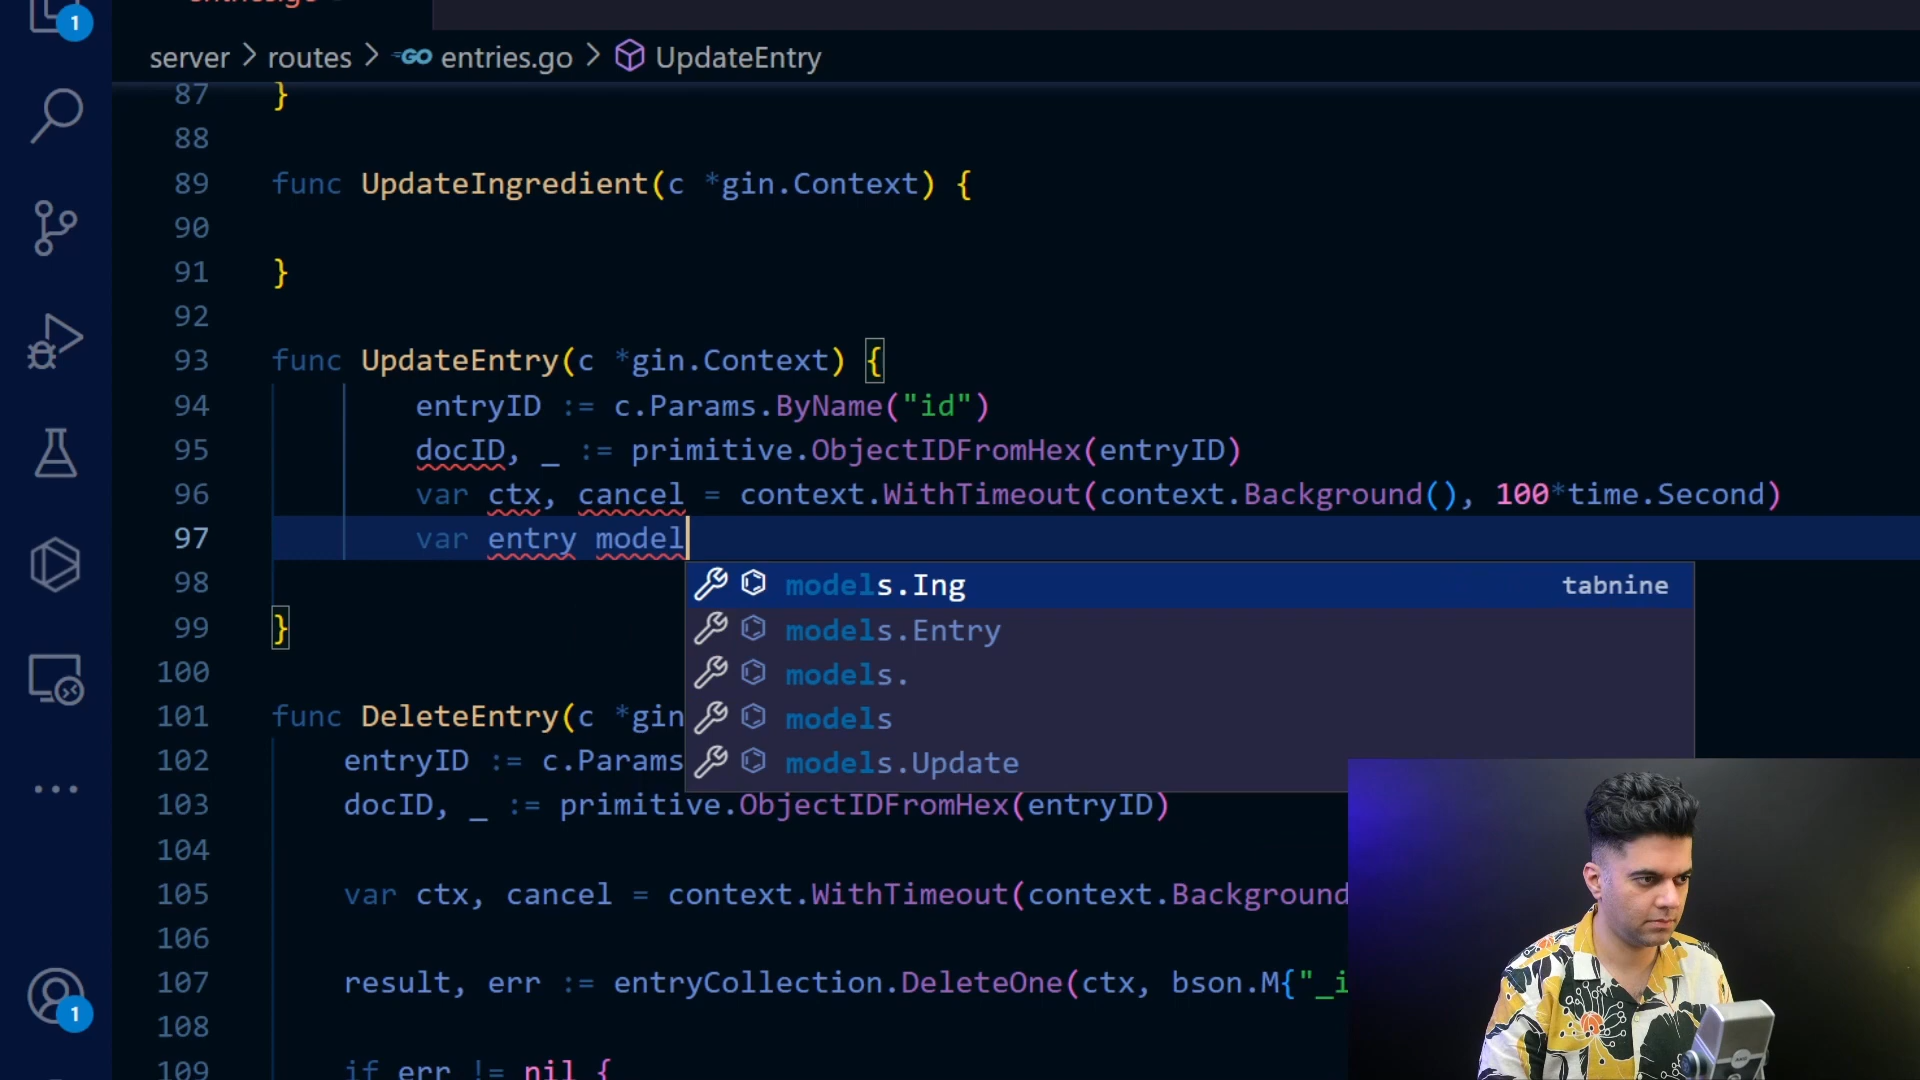 1
server > routes > GO entries.go > UpdateEntry
87 }
88
89 func UpdateIngredient(c *gin.Context) {
90
91 }
92
93 func UpdateEntry(c *gin.Context) {
94 entryID := c.Params.ByName("id")
95 docID, _ := primitive.ObjectIDFromHex(entryID)
96 var ctx, cancel = context.WithTimeout(context.Background(), 100*time.Second)
97 var entry model
models.Ing tabnine
98
models.Entry
99 }
models.
100
models
101 func DeleteEntry(c *gin
models.Update
102 entryID := c.Params
103 docID, _ := primitive.ObjectIDFromHex(entryID)
104
105 var ctx, cancel = context.WithTimeout(context.Background
106
107 result, err := entryCollection.DeleteOne(ctx, bson.M{"_i
108
109 if err != nil {
1